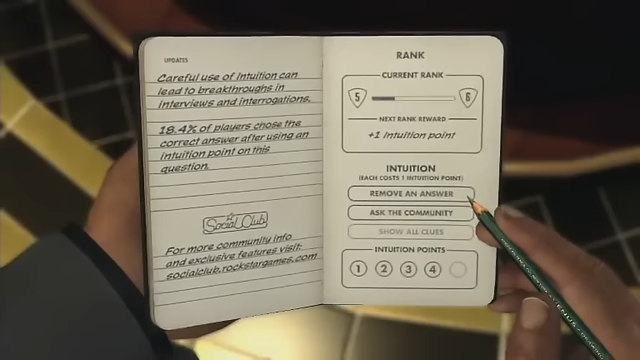 UPDATES
Careful use of Intuition can
lead to breakthroughs in
interviews and interrogations.
18.4% of players chose the
correct answer after using an
intuition point on this
question.
Social Club
For more community info
and exclusive features visit:
socialclub.rockstargames.com
RANK
CURRENT RANK
5 6
NEXT RANK REWARD
+1 Intuition point
INTUITION
(EACH COSTS 1 INTUITION POINT)
REMOVE AN ANSWER
ASK THE COMMUNITY
SHOW ALL CLUES
INTUITION POINTS
1 2 3 4